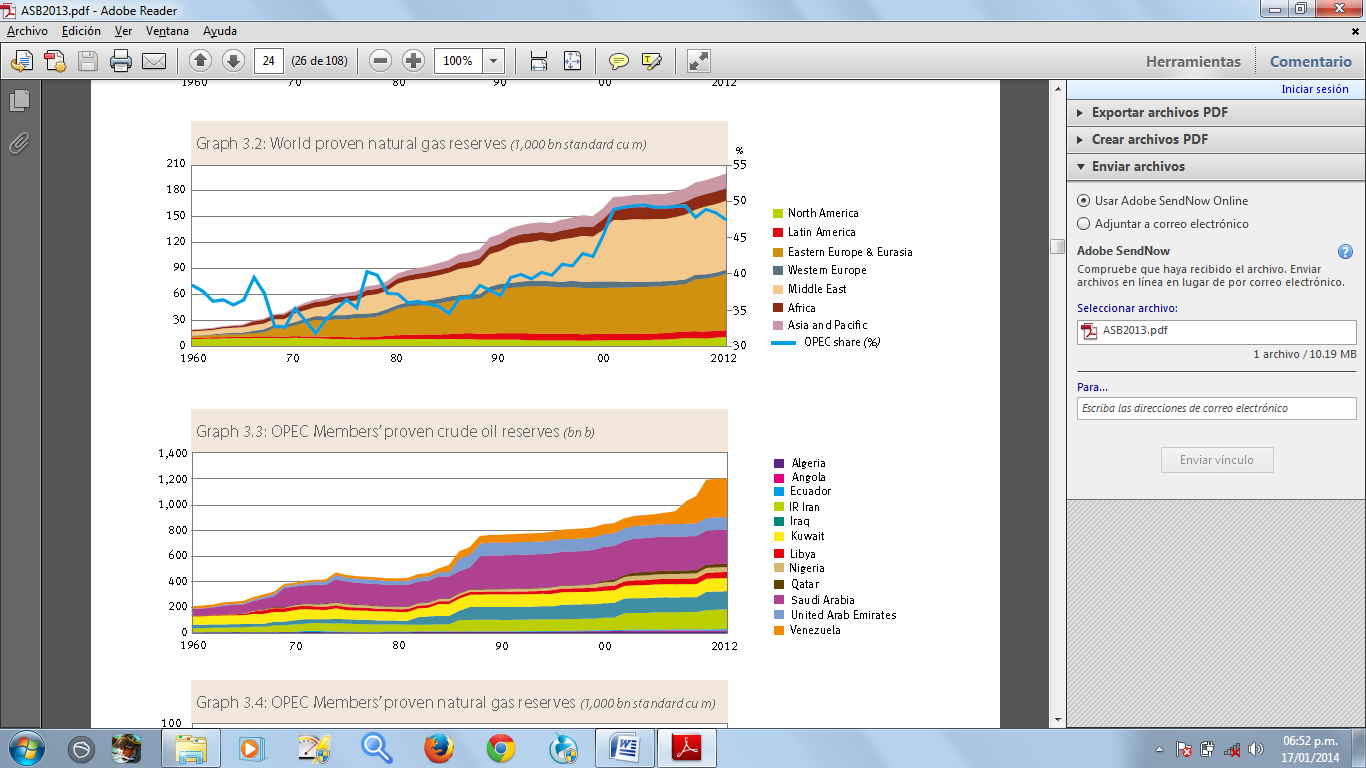 ASB2013.pdf - Adobe Reader
Archivo Edición Ver Ventana Ayuda
24 (26 de 108) 100% Herramientas Comentario
Iniciar sesión
1960 70 80 90 00 2012
Graph 3.2: World proven natural gas reserves (1,000 bn standard cu m)
%
210 55
180 50
150 45
120
90 40
60 35
30
0 30
1960 70 80 90 00 2012
North America
Latin America
Eastern Europe & Eurasia
Western Europe
Middle East
Africa
Asia and Pacific
OPEC share (%)
Graph 3.3: OPEC Members' proven crude oil reserves (bn b)
1,400
1,200
1,000
800
600
400
200
0
1960 70 80 90 00 2012
Algeria
Angola
Ecuador
IR Iran
Iraq
Kuwait
Libya
Nigeria
Qatar
Saudi Arabia
United Arab Emirates
Venezuela
Graph 3.4: OPEC Members' proven natural gas reserves (1,000 bn standard cu m)
100
Exportar archivos PDF
Crear archivos PDF
Enviar archivos
Usar Adobe SendNow Online
Adjuntar a correo electrónico
Adobe SendNow
Compruebe que haya recibido el archivo. Enviar
archivos en línea en lugar de por correo electrónico.
Seleccionar archivo:
ASB2013.pdf
1 archivo / 10.19 MB
Para...
Escriba las direcciones de correo electrónico
Enviar vínculo
06:52 p.m.
17/01/2014